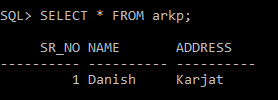 SQL> SELECT * FROM arkp;
     SR_NO NAME       ADDRESS
---------- ---------- ----------
         1 Danish     Karjat